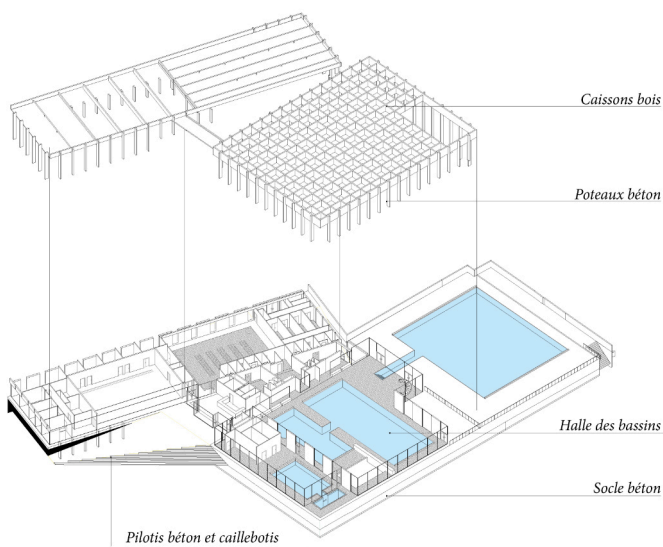 Caissons bois
Poteaux béton
Halle des bassins
Socle béton
Pilotis béton et caillebotis